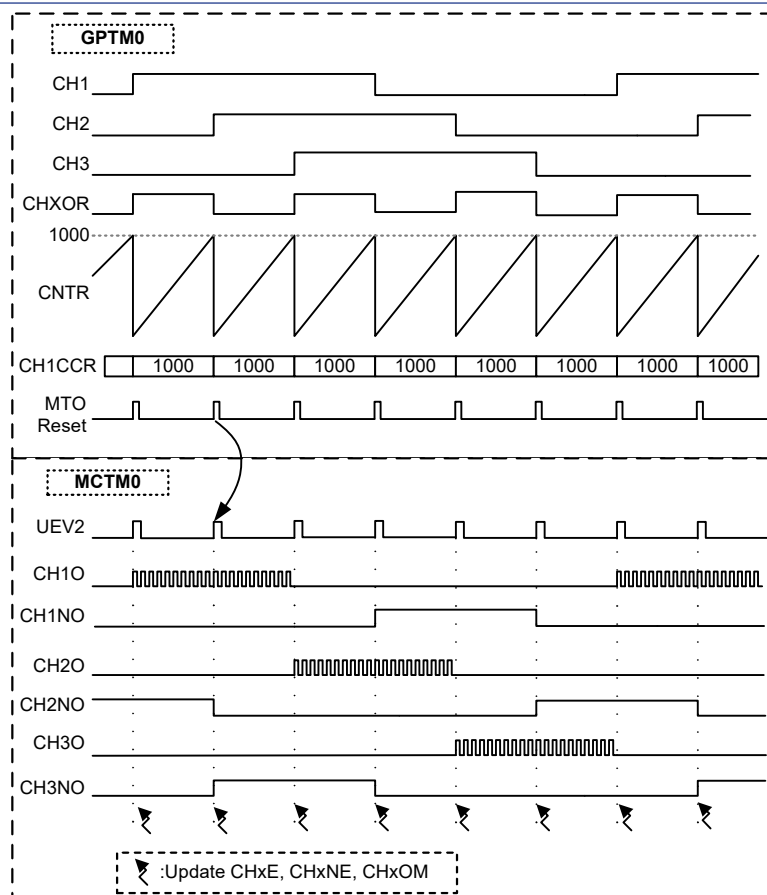 GPTM0
CH1
CH2
CH3
CHXOR
1000
CNTR
CH1CCR 1000 1000 1000 1000 1000 1000 1000 1000
MTO
Reset
MCTM0
UEV2
CH1O
CH1NO
CH2O
CH2NO
CH3O
CH3NO
:Update CHxE, CHxNE, CHxOM